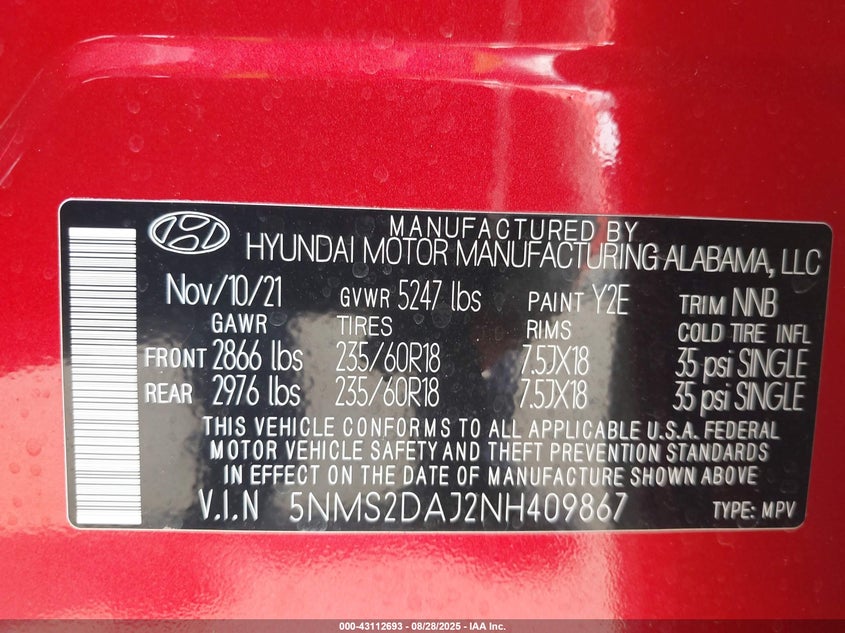 MANUFACTURED BY
HYUNDAI MOTOR MANUFACTURING ALABAMA, LLC
Nov/10/21 GVWR 5247 lbs PAINT Y2E TRIM NNB
GAWR TIRES RIMS COLD TIRE INFL
FRONT 2866 lbs 235/60R18 7.5JX18 35 psi SINGLE
REAR 2976 lbs 235/60R18 7.5JX18 35 psi SINGLE
THIS VEHICLE CONFORMS TO ALL APPLICABLE U.S.A. FEDERAL
MOTOR VEHICLE SAFETY AND THEFT PREVENTION STANDARDS
IN EFFECT ON THE DATE OF MANUFACTURE SHOWN ABOVE
V.I.N 5NMS2DAJ2NH409867 TYPE: MPV
000-43112693 - 08/28/2025 - IAA Inc.